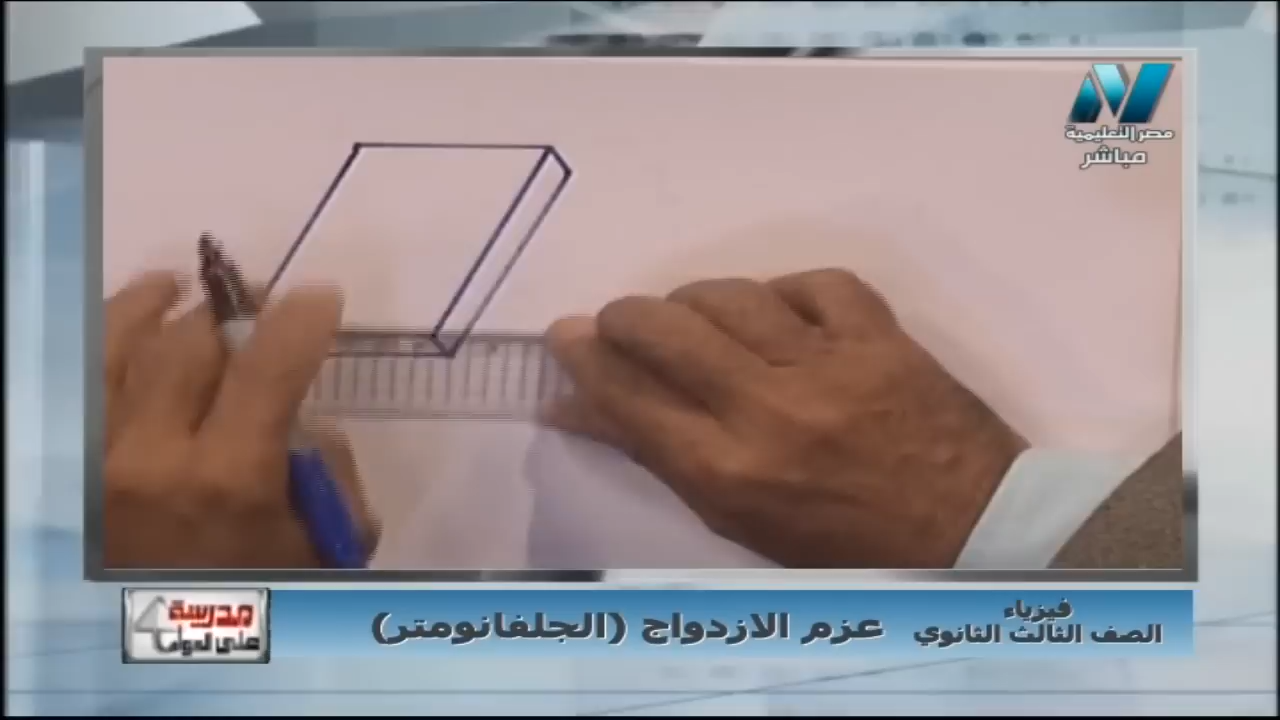 مصر التعليمية
مباشر
فيزياء
الصف الثالث الثانوي
عزم الازدواج (الجلفانومتر)
مدرسة
على الهواء